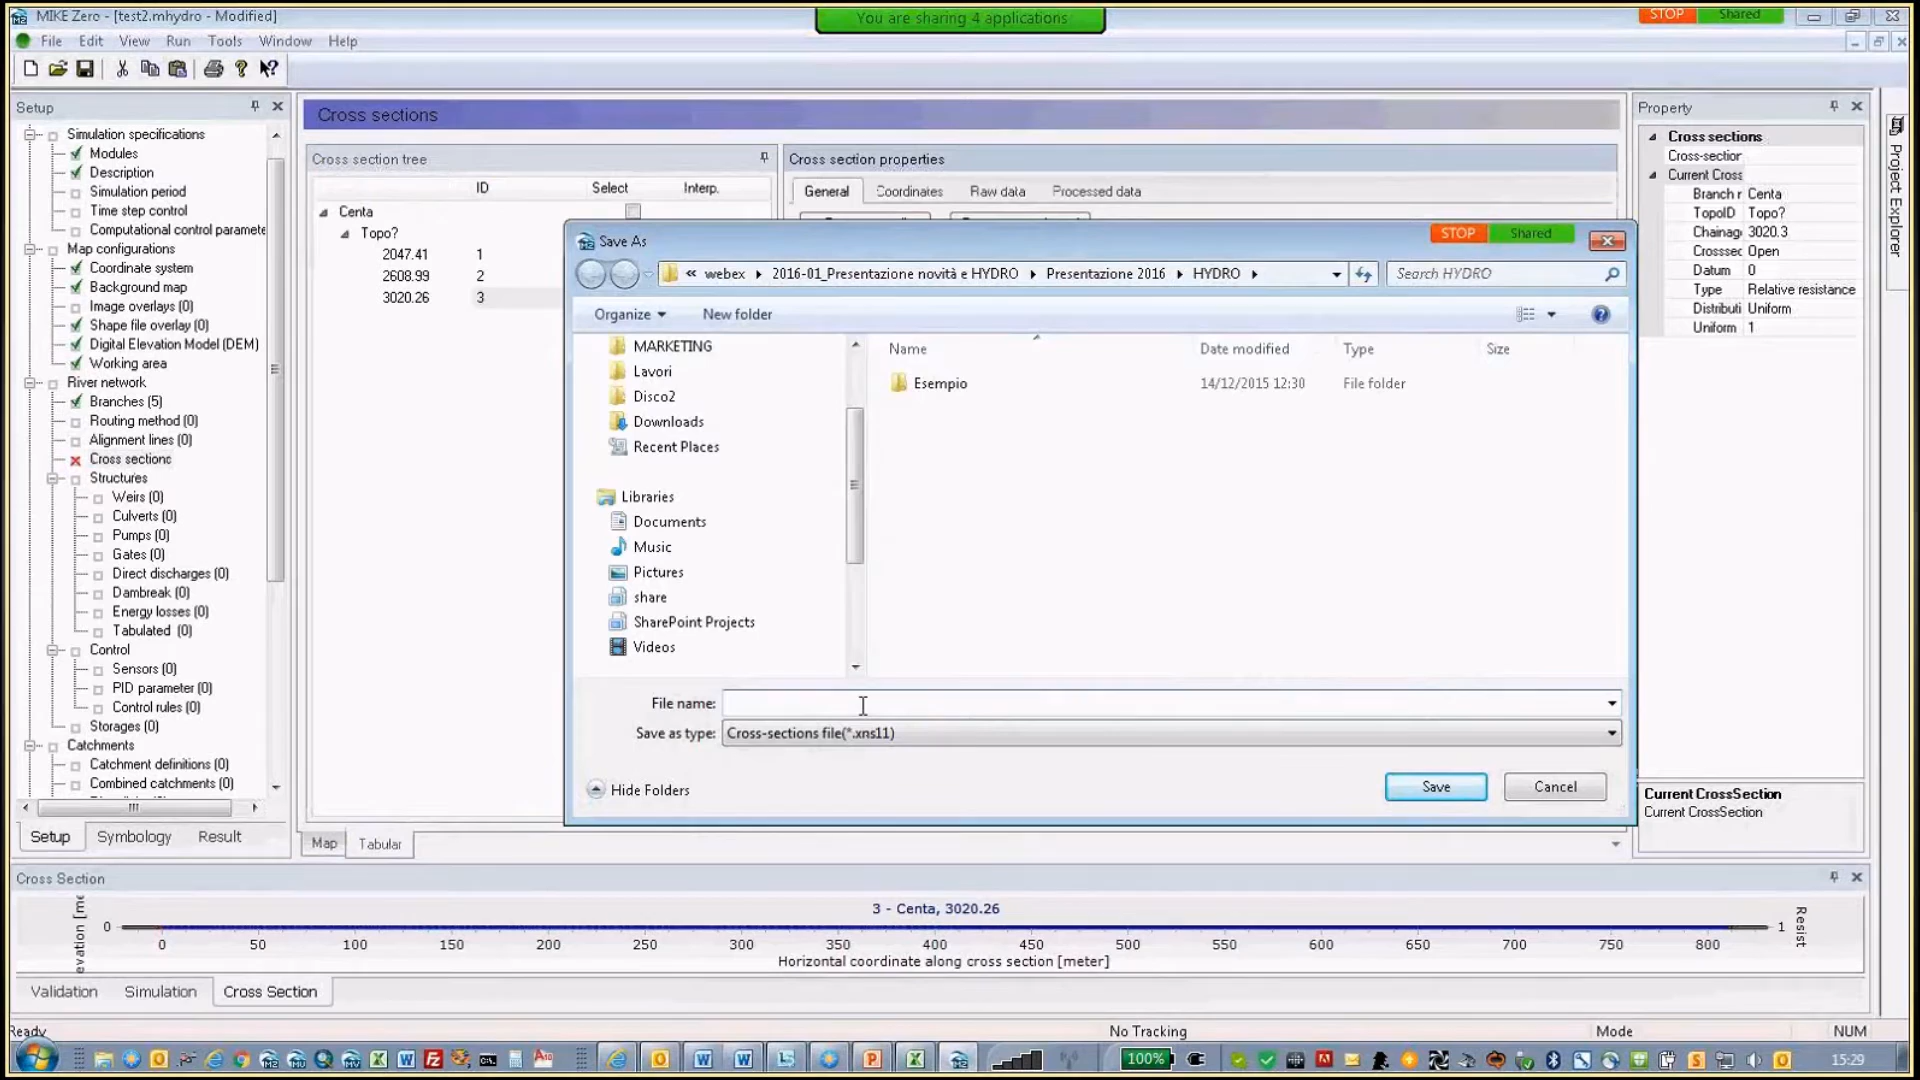 MIKE Zero - [test2.mhydro - Modified]
You are sharing 4 applications
STOP Shared
File Edit View Run Tools Window Help
Setup
Simulation specifications
Modules
Description
Simulation period
Time step control
Computational control paramete
Map configurations
Coordinate system
Background map
Image overlays (0)
Shape file overlay (0)
Digital Elevation Model (DEM)
Working area
River network
Branches (5)
Routing method (0)
Alignment lines (0)
Cross sections
Structures
Weirs (0)
Culverts (0)
Pumps (0)
Gates (0)
Direct discharges (0)
Dambreak (0)
Energy losses (0)
Tabulated (0)
Control
Sensors (0)
PID parameter (0)
Control rules (0)
Storages (0)
Catchments
Catchment definitions (0)
Combined catchments (0)
Setup Symbology Result
Cross sections
Cross section tree
ID Select Interp.
Centa
Topo?
2047.41 1
2608.99 2
3020.26 3
Cross section properties
General Coordinates Raw data Processed data
Save As
STOP Shared
« webex 2016-01_Presentazione novità e HYDRO Presentazione 2016 HYDRO
Search HYDRO
Organize New folder
MARKETING
Lavori
Disco2
Downloads
Recent Places
Libraries
Documents
Music
Pictures
share
SharePoint Projects
Videos
Name Date modified Type Size
Esempio 14/12/2015 12:30 File folder
File name:
Save as type: Cross-sections file(*.xns11)
Hide Folders Save Cancel
Map Tabular
Property
Cross sections
Cross-section
Current Cross
Branch r Centa
TopoID Topo?
Chainag 3020.3
Crosssec Open
Datum 0
Type Relative resistance
Distributi Uniform
Uniform 1
Current CrossSection
Current CrossSection
Project Explorer
Cross Section
3 - Centa, 3020.26
evation [me
0
1
Resist
0 50 100 150 200 250 300 350 400 450 500 550 600 650 700 750 800
Horizontal coordinate along cross section [meter]
Validation Simulation Cross Section
Ready No Tracking Mode NUM
100% 15:29